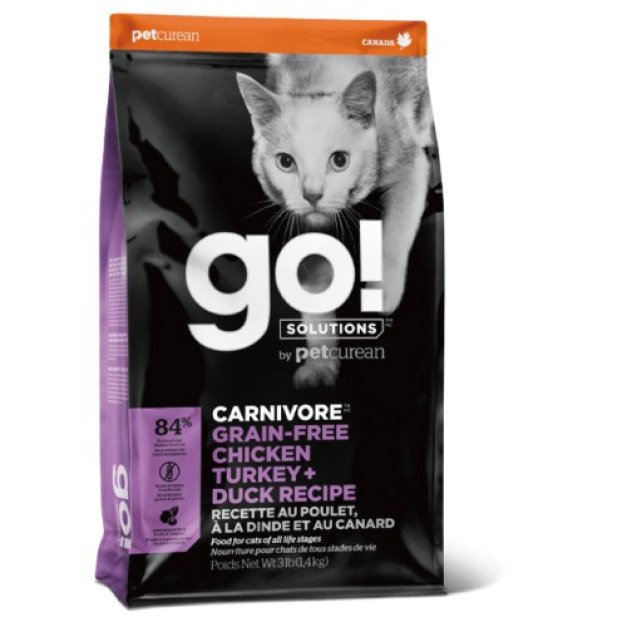 petcurean
CANADA
go!
SOLUTIONS
by petcurean
84%
CARNIVORE
GRAIN-FREE
CHICKEN
TURKEY+
DUCK RECIPE
RECETTE AU POULET,
À LA DINDE ET AU CANARD
Food for cats of all life stages
Nourriture pour chats de tous stades de vie
Poids Net Wt 3 lb (1,4 kg)
go!